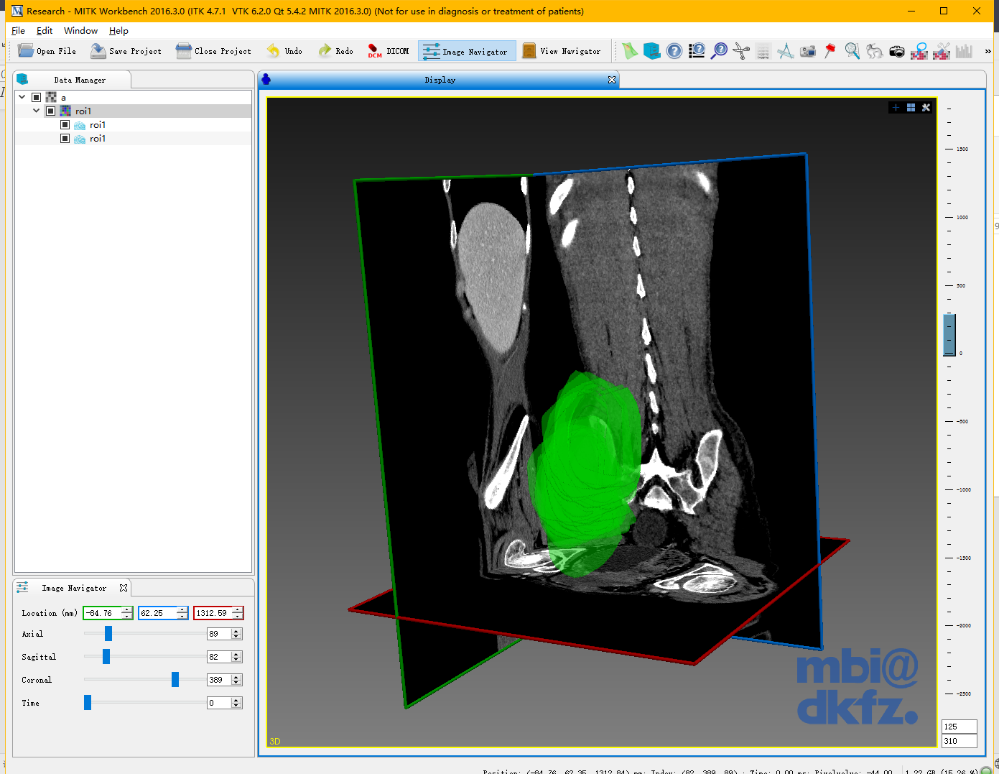 Research - MITK Workbench 2016.3.0 (ITK 4.7.1  VTK 6.2.0 Qt 5.4.2 MITK 2016.3.0) (Not for use in diagnosis or treatment of patients)
File Edit Window Help
Open File Save Project Close Project Undo Redo DCM DICOM Image Navigator View Navigator »
Data Manager
a
roi1
roi1
roi1
Display
1500
1000
500
0
-500
-1000
-1500
-2000
-2500
125
310
3D
mbi@
dkfz.
Image Navigator
Location (mm) -84.76 62.25 1312.59
Axial 89
Sagittal 82
Coronal 389
Time 0
Position: (-84.76, 62.35, 1312.84) mm; Index: (82, 389, 89) ; Time: 0.00 ms; Pixelvalue: -44.00 1.22 GB (15.26 %)